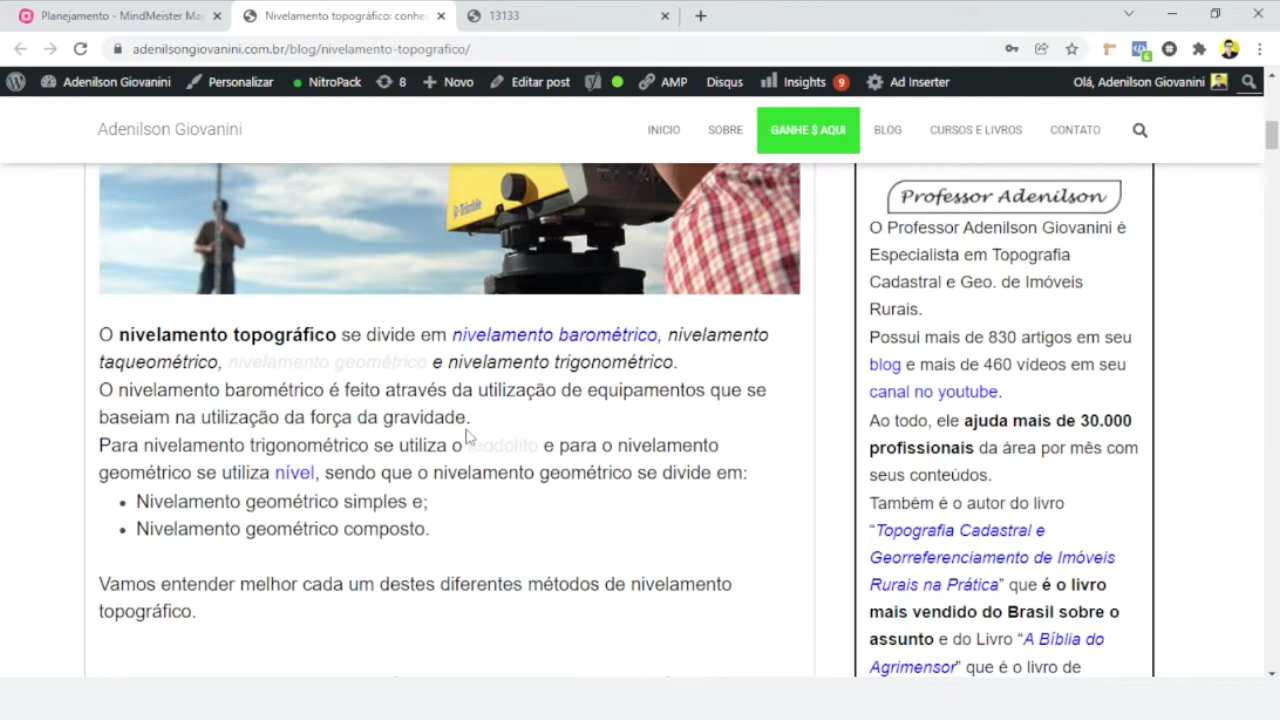 Planejamento - MindMeister Ma
Nivelamento topográfico: conhe
13133
adenilsongiovanini.com.br/blog/nivelamento-topografico/
Adenilson Giovanini
Personalizar
NitroPack
8
Novo
Editar post
AMP
Disqus
Insights
9
Ad Inserter
Olá, Adenilson Giovanini
Adenilson Giovanini
INICIO
SOBRE
GANHE $ AQUI
BLOG
CURSOS E LIVROS
CONTATO
Trimble
O nivelamento topográfico se divide em nivelamento barométrico, nivelamento
taqueométrico, nivelamento geométrico e nivelamento trigonométrico.
O nivelamento barométrico é feito através da utilização de equipamentos que se
baseiam na utilização da força da gravidade.
Para nivelamento trigonométrico se utiliza o teodolito e para o nivelamento
geométrico se utiliza nível, sendo que o nivelamento geométrico se divide em:
• Nivelamento geométrico simples e;
• Nivelamento geométrico composto.
Vamos entender melhor cada um destes diferentes métodos de nivelamento
topográfico.
Professor Adenilson
O Professor Adenilson Giovanini é
Especialista em Topografia
Cadastral e Geo. de Imóveis
Rurais.
Possui mais de 830 artigos em seu
blog e mais de 460 vídeos em seu
canal no youtube.
Ao todo, ele ajuda mais de 30.000
profissionais da área por mês com
seus conteúdos.
Também é o autor do livro
“Topografia Cadastral e
Georreferenciamento de Imóveis
Rurais na Prática” que é o livro
mais vendido do Brasil sobre o
assunto e do Livro “A Bíblia do
Agrimensor” que é o livro de